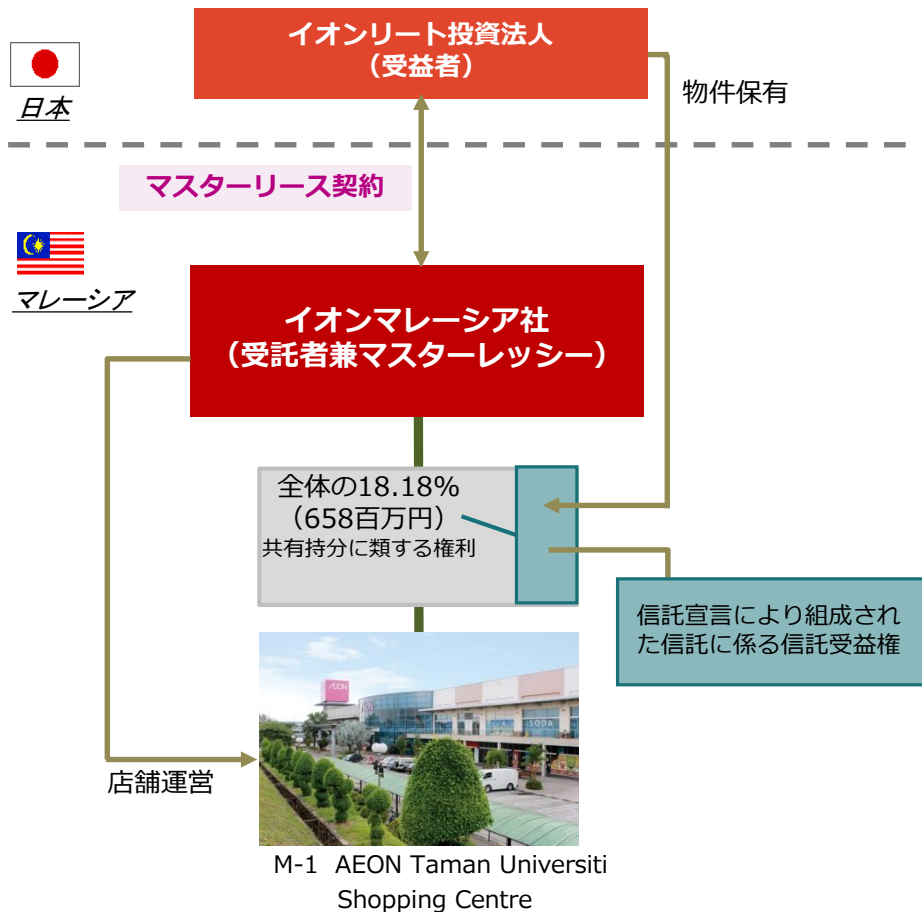 イオンリート投資法人
（受益者）
日本
物件保有
マスターリース契約
マレーシア
イオンマレーシア社
（受託者兼マスターレッシー）
全体の18.18%
（658百万円）
共有持分に類する権利
信託宣言により組成され
た信託に係る信託受益権
AEON
SODA
店舗運営
M-1 AEON Taman Universiti
Shopping Centre